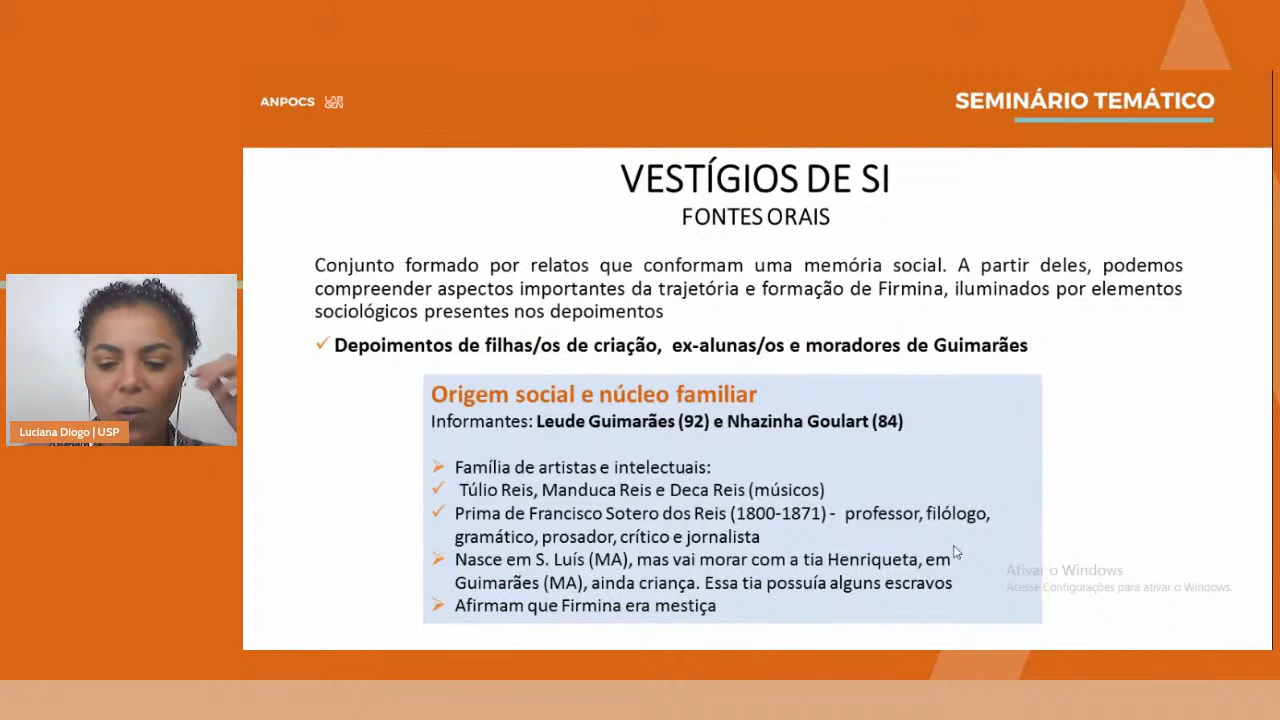 ANPOCS LAB GEN
SEMINÁRIO TEMÁTICO
VESTÍGIOS DE SI
FONTES ORAIS
Conjunto formado por relatos que conformam uma memória social. A partir deles, podemos
compreender aspectos importantes da trajetória e formação de Firmina, iluminados por elementos
sociológicos presentes nos depoimentos
✓ Depoimentos de filhas/os de criação, ex-alunas/os e moradores de Guimarães
Origem social e núcleo familiar
Informantes: Leude Guimarães (92) e Nhazinha Goulart (84)
➢ Família de artistas e intelectuais:
✓ Túlio Reis, Manduca Reis e Deca Reis (músicos)
✓ Prima de Francisco Sotero dos Reis (1800-1871) - professor, filólogo,
gramático, prosador, crítico e jornalista
➢ Nasce em S. Luís (MA), mas vai morar com a tia Henriqueta, em
Guimarães (MA), ainda criança. Essa tia possuía alguns escravos
➢ Afirmam que Firmina era mestiça
Ativar o Windows
Acesse Configurações para ativar o Windows.
Luciana Diogo | USP